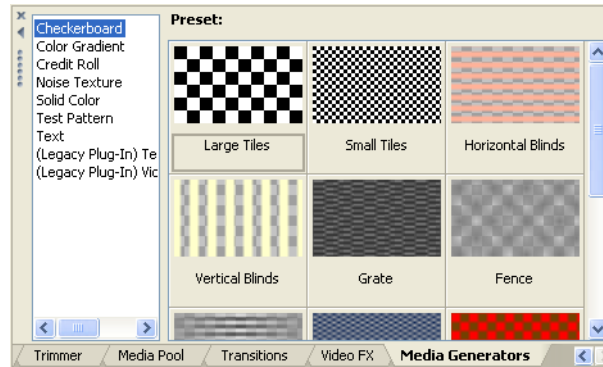 Preset:
Checkerboard
Color Gradient
Credit Roll
Noise Texture
Solid Color
Test Pattern
Text
(Legacy Plug-In) Te
(Legacy Plug-In) Vic
Large Tiles
Small Tiles
Horizontal Blinds
Vertical Blinds
Grate
Fence
Trimmer
Media Pool
Transitions
Video FX
Media Generators